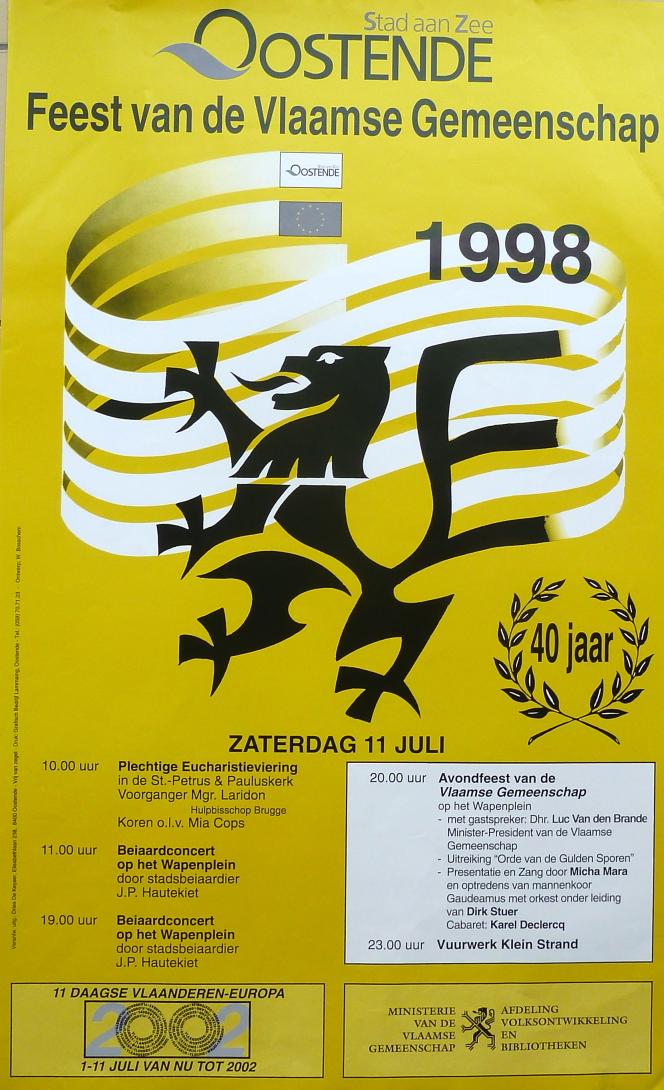 Stad aan Zee
OOSTENDE
Feest van de Vlaamse Gemeenschap
OOSTENDE
1998
40 jaar
ZATERDAG 11 JULI
10.00 uur Plechtige Eucharistieviering
in de St.-Petrus & Pauluskerk
Voorganger Mgr. Laridon
Hulpbisschop Brugge
Koren o.l.v. Mia Cops
11.00 uur Beiaardconcert
op het Wapenplein
door stadsbeiaardier
J.P. Hautekiet
19.00 uur Beiaardconcert
op het Wapenplein
door stadsbeiaardier
J.P. Hautekiet
20.00 uur Avondfeest van de
Vlaamse Gemeenschap
op het Wapenplein
- met gastspreker: Dhr. Luc Van den Brande
Minister-President van de Vlaamse
Gemeenschap
- Uitreiking "Orde van de Gulden Sporen"
- Presentatie en Zang door Micha Mara
en optredens van mannenkoor
Gaudeamus met orkest onder leiding
van Dirk Stuer
Cabaret: Karel Declercq
23.00 uur Vuurwerk Klein Strand
11 DAAGSE VLAANDEREN-EUROPA
2002
1-11 JULI VAN NU TOT 2002
MINISTERIE
VAN DE
VLAAMSE
GEMEENSCHAP
AFDELING
VOLKSONTWIKKELING
EN
BIBLIOTHEKEN